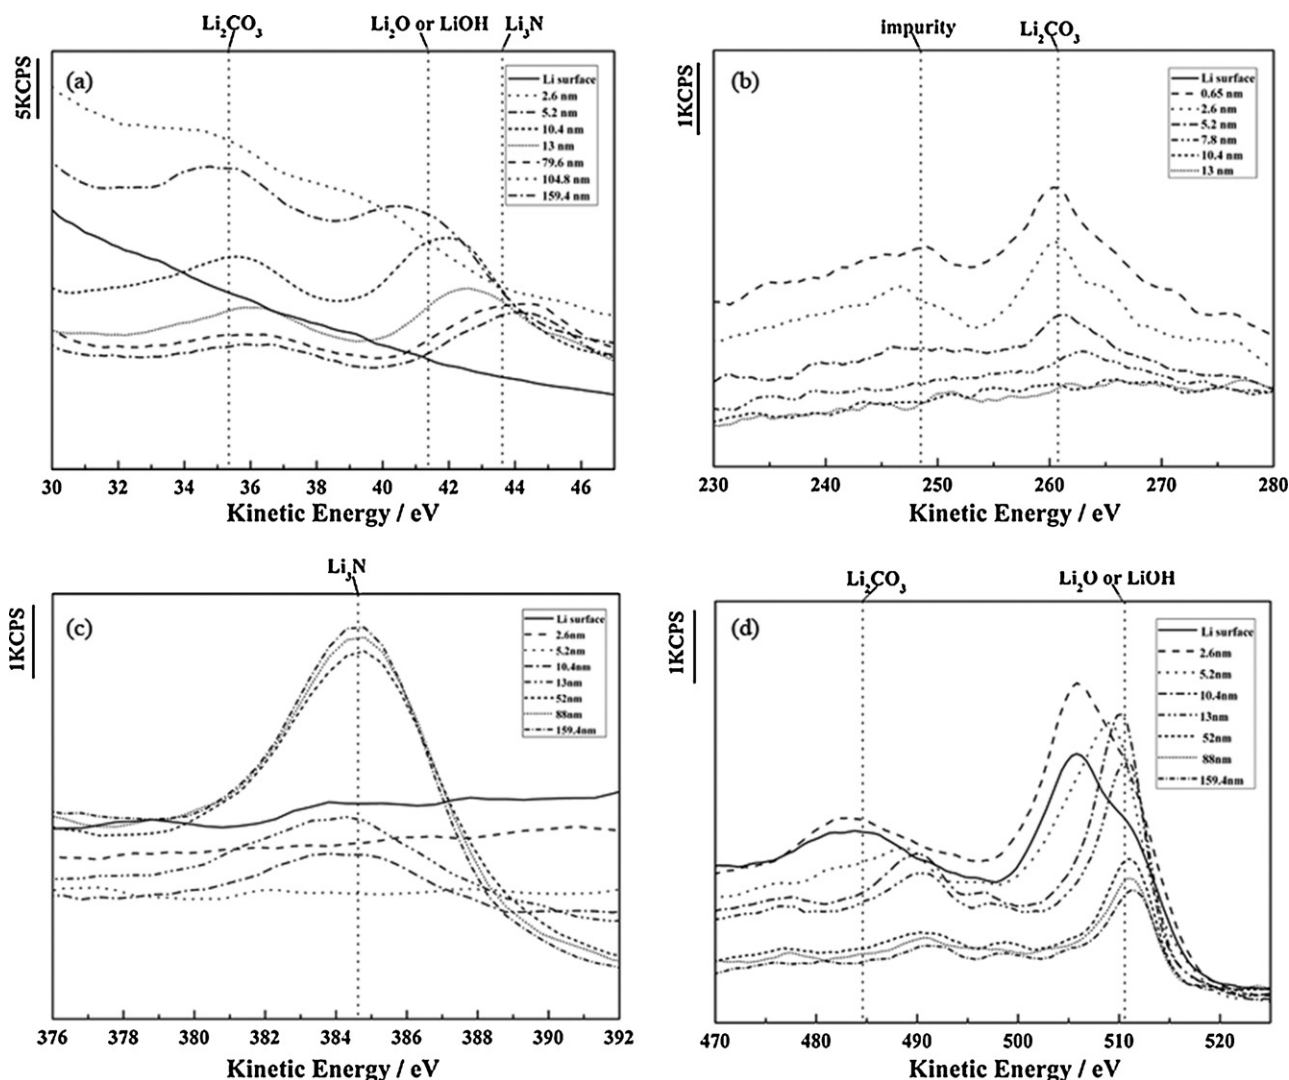 Li₂CO₃ Li₂O or LiOH Li₃N
5KCPS
(a)
Li surface
2.6 nm
5.2 nm
10.4 nm
13 nm
79.6 nm
104.8 nm
159.4 nm
30 32 34 36 38 40 42 44 46
Kinetic Energy / eV
impurity Li₂CO₃
1KCPS
(b)
Li surface
0.65 nm
2.6 nm
5.2 nm
7.8 nm
10.4 nm
13 nm
230 240 250 260 270 280
Kinetic Energy / eV
Li₃N
1KCPS
(c)
Li surface
2.6nm
5.2nm
10.4nm
13nm
52nm
88nm
159.4nm
376 378 380 382 384 386 388 390 392
Kinetic Energy / eV
Li₂CO₃ Li₂O or LiOH
1KCPS
(d)
Li surface
2.6nm
5.2nm
10.4nm
13nm
52nm
88nm
159.4nm
470 480 490 500 510 520
Kinetic Energy / eV